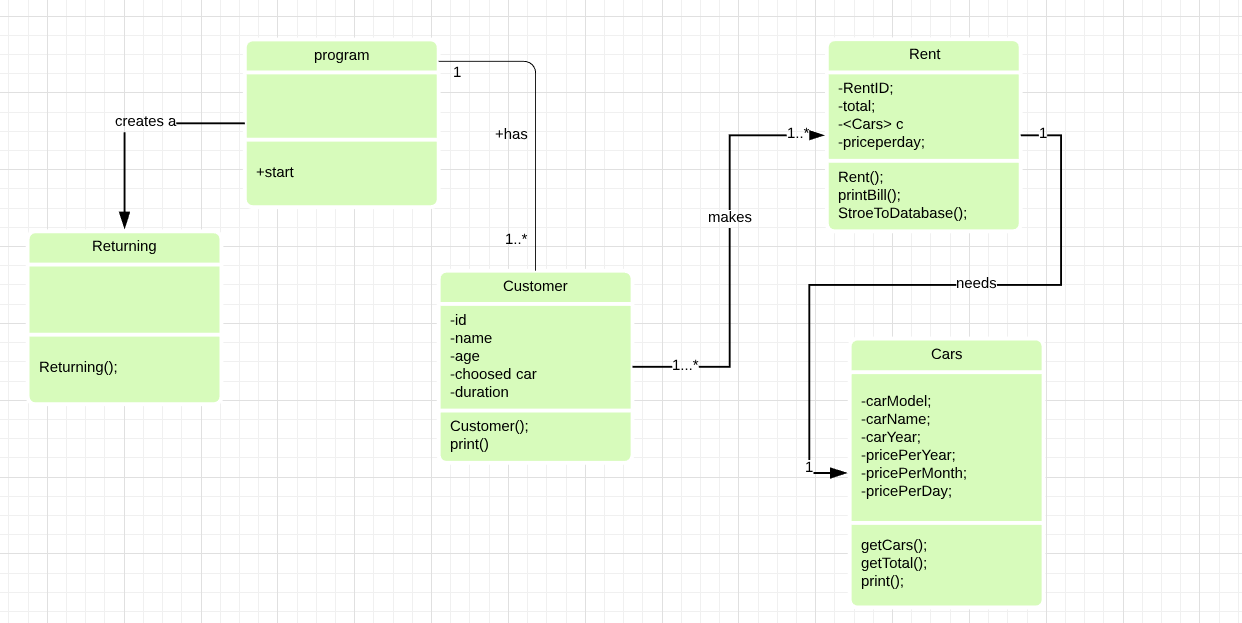 program
+start
creates a
Returning
Returning();
1
+has
1..*
Customer
-id
-name
-age
-choosed car
-duration
Customer();
print()
1...*
makes
1..*
Rent
-RentID;
-total;
-<Cars> c
-priceperday;
Rent();
printBill();
StroeToDatabase();
1
needs
1
Cars
-carModel;
-carName;
-carYear;
-pricePerYear;
-pricePerMonth;
-pricePerDay;
getCars();
getTotal();
print();